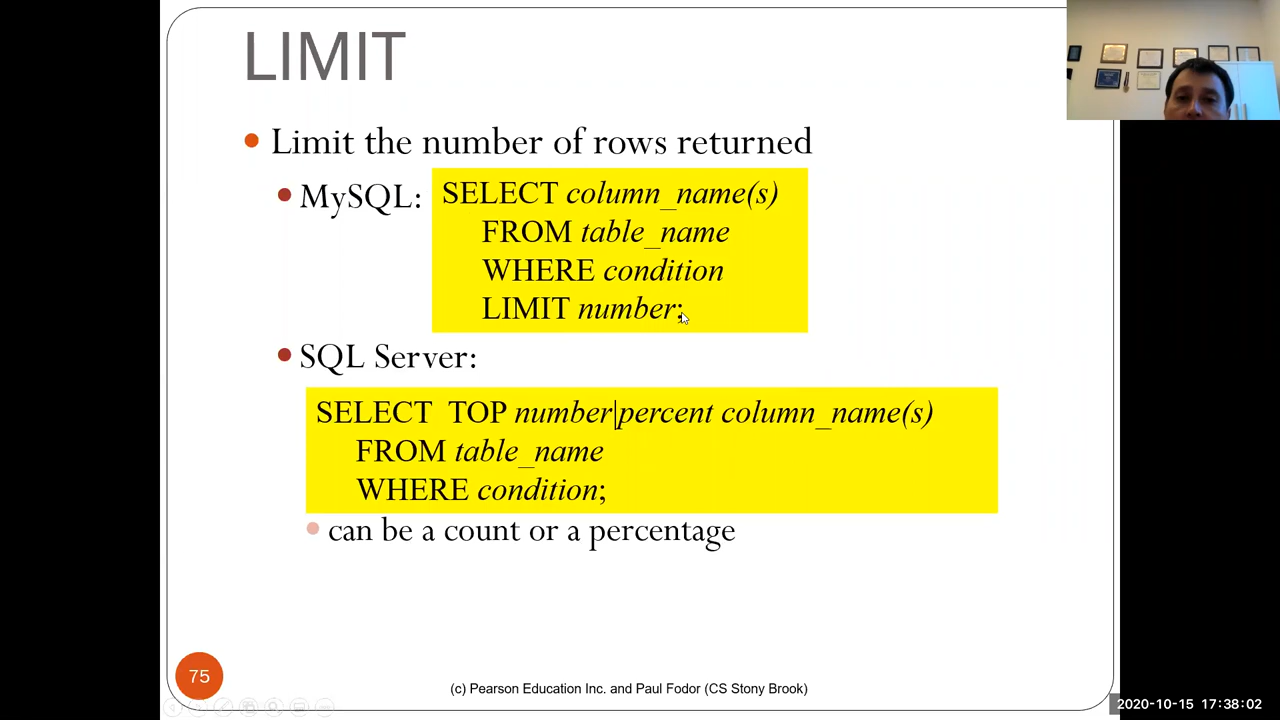 LIMIT
Limit the number of rows returned
MySQL: SELECT column_name(s)
FROM table_name
WHERE condition
LIMIT number;
SQL Server:
SELECT TOP number|percent column_name(s)
FROM table_name
WHERE condition;
can be a count or a percentage
75
(c) Pearson Education Inc. and Paul Fodor (CS Stony Brook)
2020-10-15 17:38:02